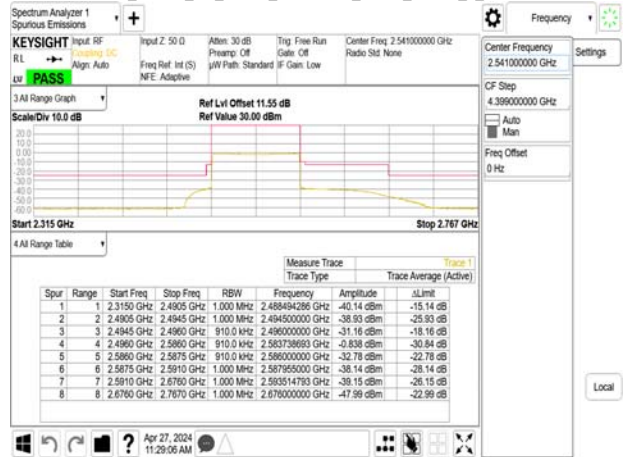 Spectrum Analyzer 1
Spurious Emissions
Frequency
KEYSIGHT Input: RF Input Z: 50 Ω Atten: 30 dB Trig: Free Run Center Freq: 2.541000000 GHz
RL Coupling: DC Preamp: Off Gate: Off Radio Std: None
Align: Auto Freq Ref: Int (S) µW Path: Standard IF Gain: Low
PASS NFE: Adaptive
Center Frequency
2.541000000 GHz
Settings
CF Step
4.399000000 GHz
Auto
Man
Freq Offset
0 Hz
3 All Range Graph
Ref Lvl Offset 11.55 dB
Scale/Div 10.0 dB Ref Value 30.00 dBm
20.0
10.0
0.00
-10.0
-20.0
-30.0
-40.0
-50.0
-60.0
Start 2.315 GHz Stop 2.767 GHz
4 All Range Table
Measure Trace Trace 1
Trace Type Trace Average (Active)
Spur Range Start Freq Stop Freq RBW Frequency Amplitude ΔLimit
1 1 2.3150 GHz 2.4905 GHz 1.000 MHz 2.488494286 GHz -40.14 dBm -15.14 dB
2 2 2.4905 GHz 2.4945 GHz 1.000 MHz 2.494500000 GHz -38.93 dBm -25.93 dB
3 3 2.4945 GHz 2.4960 GHz 910.0 kHz 2.496000000 GHz -31.16 dBm -18.16 dB
4 4 2.4960 GHz 2.5860 GHz 910.0 kHz 2.583738693 GHz -0.838 dBm -30.84 dB
5 5 2.5860 GHz 2.5875 GHz 910.0 kHz 2.586000000 GHz -32.78 dBm -22.78 dB
6 6 2.5875 GHz 2.5910 GHz 1.000 MHz 2.587955000 GHz -38.14 dBm -28.14 dB
7 7 2.5910 GHz 2.6760 GHz 1.000 MHz 2.593514793 GHz -39.15 dBm -26.15 dB
8 8 2.6760 GHz 2.7670 GHz 1.000 MHz 2.676000000 GHz -47.99 dBm -22.99 dB
Local
Apr 27, 2024
11:29:06 AM